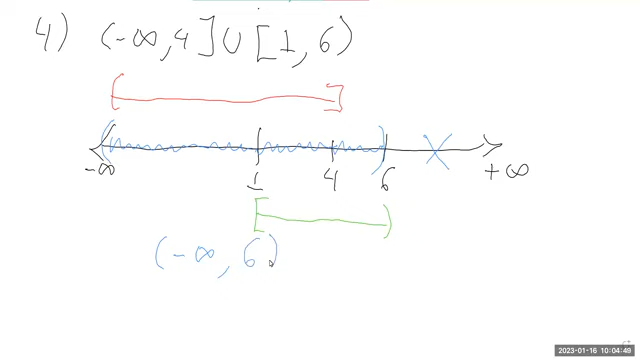 4) (-∞, 4] ∪ [1, 6)
-∞ 1 4 6 +∞
(-∞, 6)
2023-01-16 10:04:49